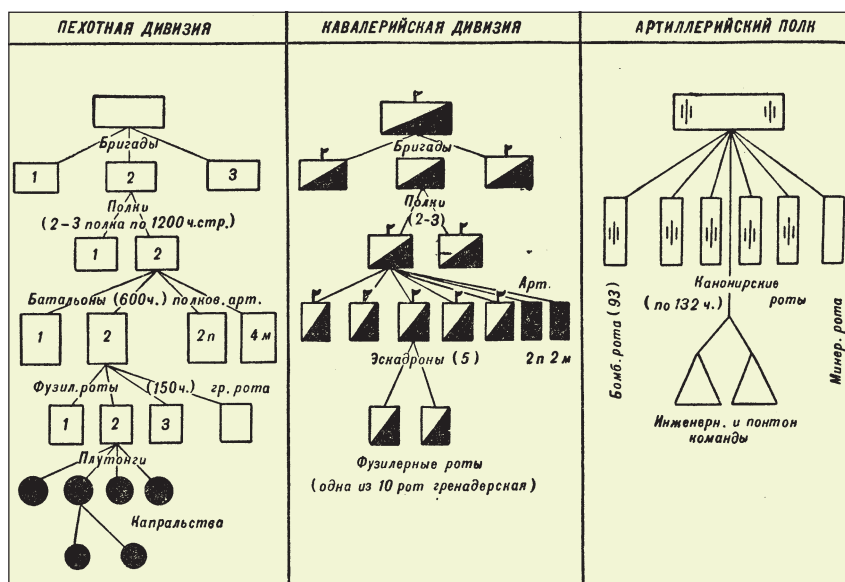 ПЕХОТНАЯ ДИВИЗИЯ
Бригады
1 2 3
Полки
(2-3 полка по 1200 ч.стр.)
1 2
Батальоны (600ч.) полков. арт.
1 2 2п 4м
Фузил. роты (150ч.) гр. рота
1 2 3
Плутонги
Капральства
КАВАЛЕРИЙСКАЯ ДИВИЗИЯ
Бригады
Полки
(2-3)
Арт.
Эскадроны (5) 2п 2м
Фузилерные роты
(одна из 10 рот гренадерская)
АРТИЛЛЕРИЙСКИЙ ПОЛК
Канонирские
(по 132 ч.) роты
Бомб. рота (93)
Минер. рота
Инженерн. и понтон
команды